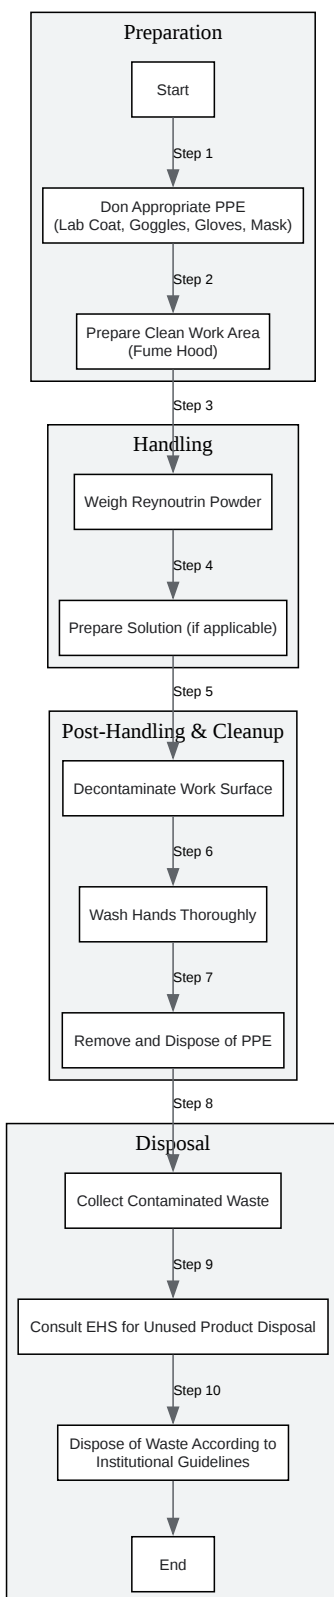 Preparation
Start
Step 1
Don Appropriate PPE
(Lab Coat, Goggles, Gloves, Mask)
Step 2
Prepare Clean Work Area
(Fume Hood)
Step 3
Handling
Weigh Reynoutrin Powder
Step 4
Prepare Solution (if applicable)
Step 5
Post-Handling & Cleanup
Decontaminate Work Surface
Step 6
Wash Hands Thoroughly
Step 7
Remove and Dispose of PPE
Step 8
Disposal
Collect Contaminated Waste
Step 9
Consult EHS for Unused Product Disposal
Step 10
Dispose of Waste According to
Institutional Guidelines
End